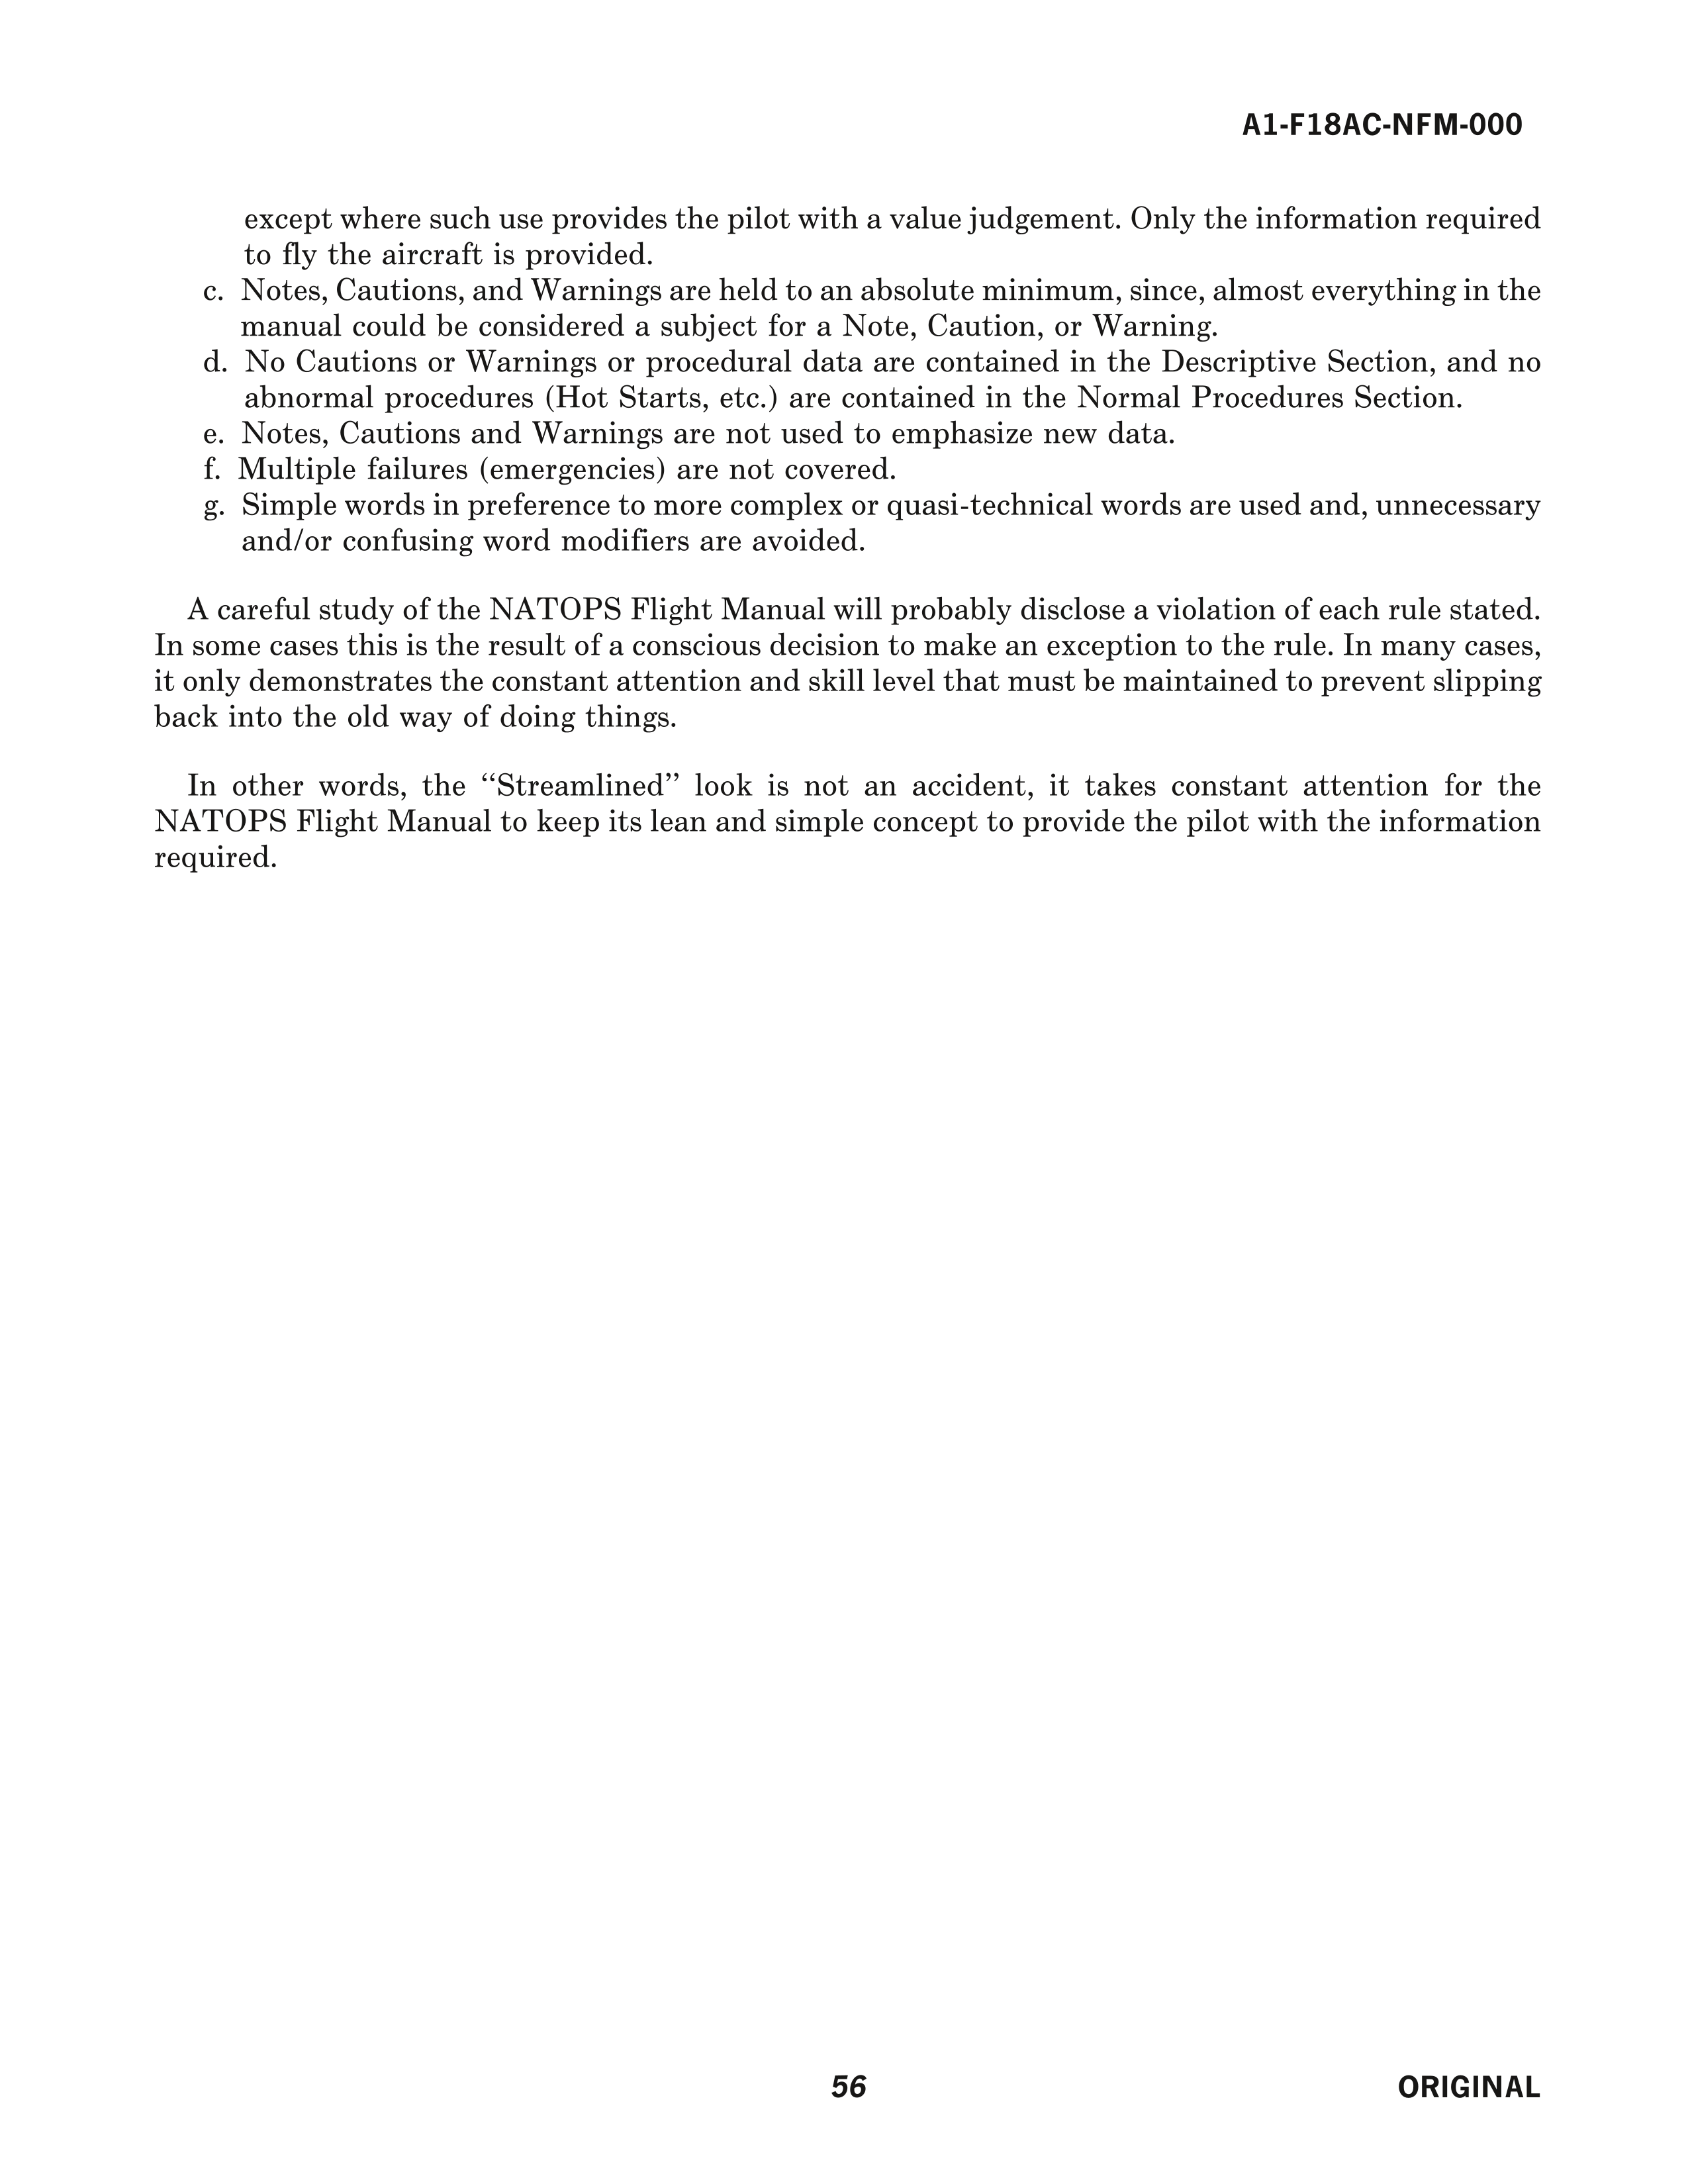 A1-F18AC-NFM-000
except where such use provides the pilot with a value judgement. Only the information required
to fly the aircraft is provided.
c. Notes, Cautions, and Warnings are held to an absolute minimum, since, almost everything in the
manual could be considered a subject for a Note, Caution, or Warning.
d. No Cautions or Warnings or procedural data are contained in the Descriptive Section, and no
abnormal procedures (Hot Starts, etc.) are contained in the Normal Procedures Section.
e. Notes, Cautions and Warnings are not used to emphasize new data.
f. Multiple failures (emergencies) are not covered.
g. Simple words in preference to more complex or quasi-technical words are used and, unnecessary
and/or confusing word modifiers are avoided.
A careful study of the NATOPS Flight Manual will probably disclose a violation of each rule stated.
In some cases this is the result of a conscious decision to make an exception to the rule. In many cases,
it only demonstrates the constant attention and skill level that must be maintained to prevent slipping
back into the old way of doing things.
In other words, the ‘‘Streamlined’’ look is not an accident, it takes constant attention for the
NATOPS Flight Manual to keep its lean and simple concept to provide the pilot with the information
required.
56
ORIGINAL